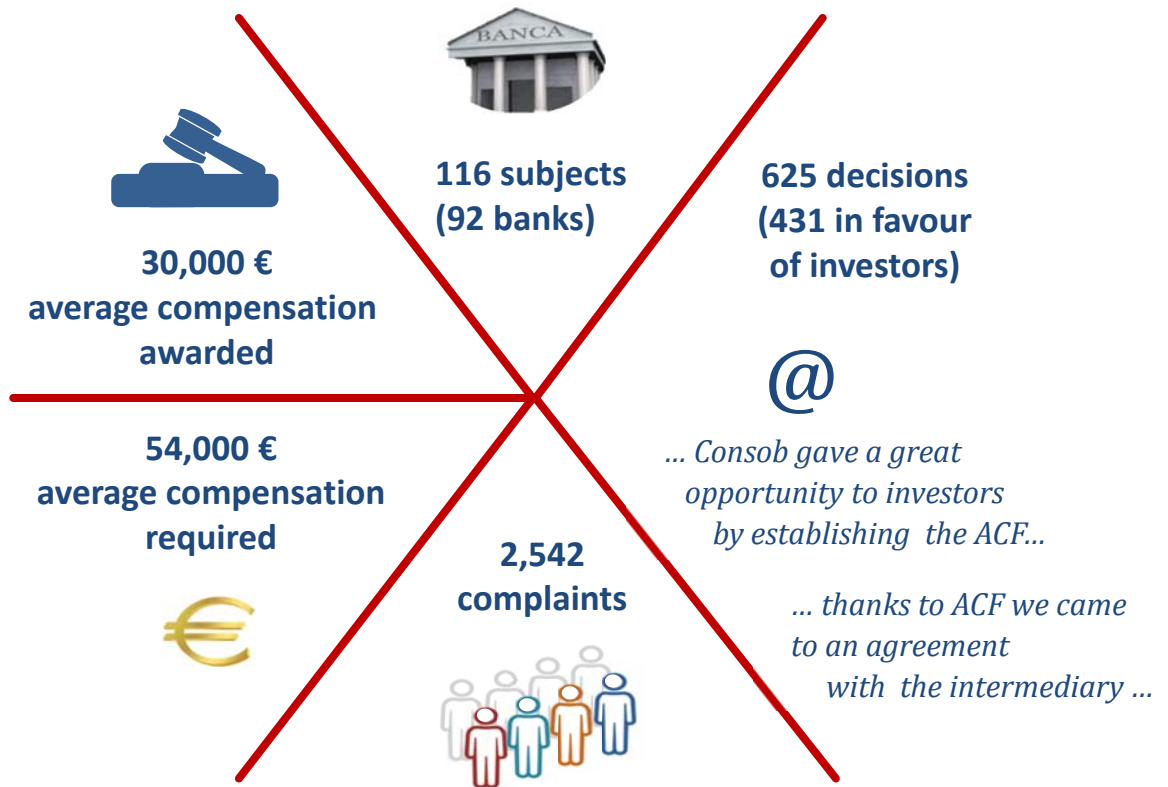 BANCA
116 subjects
(92 banks)
625 decisions
(431 in favour
of investors)
30,000 €
average compensation
awarded
@
54,000 €
average compensation
required
... Consob gave a great
opportunity to investors
by establishing the ACF...
2,542
complaints
... thanks to ACF we came
to an agreement
with the intermediary ...